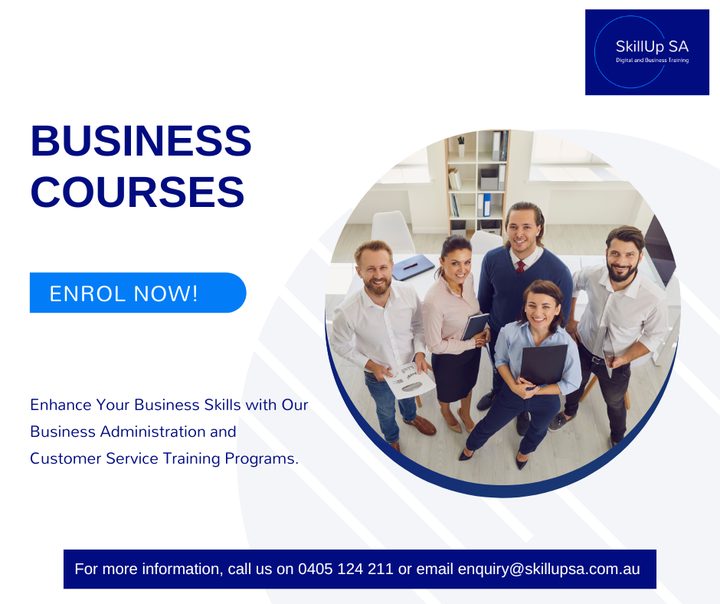 SkillUp SA
Digital and Business Training
BUSINESS
COURSES
ENROL NOW!
Enhance Your Business Skills with Our
Business Administration and
Customer Service Training Programs.
For more information, call us on 0405 124 211 or email enquiry@skillupsa.com.au